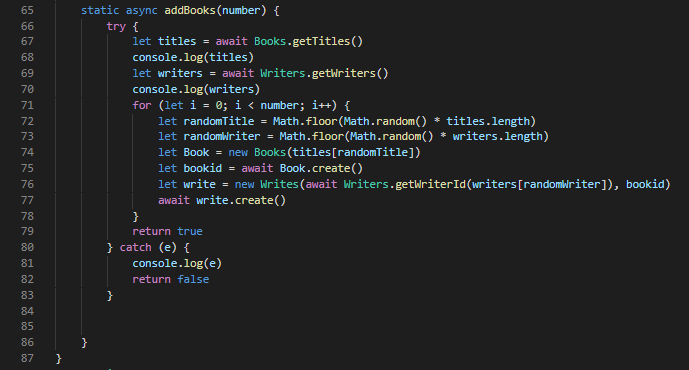 65 static async addBooks(number) {
66 try {
67 let titles = await Books.getTitles()
68 console.log(titles)
69 let writers = await Writers.getWriters()
70 console.log(writers)
71 for (let i = 0; i < number; i++) {
72 let randomTitle = Math.floor(Math.random() * titles.length)
73 let randomWriter = Math.floor(Math.random() * writers.length)
74 let Book = new Books(titles[randomTitle])
75 let bookid = await Book.create()
76 let write = new Writes(await Writers.getWriterId(writers[randomWriter]), bookid)
77 await write.create()
78 }
79 return true
80 } catch (e) {
81 console.log(e)
82 return false
83 }
84
85
86 }
87 }